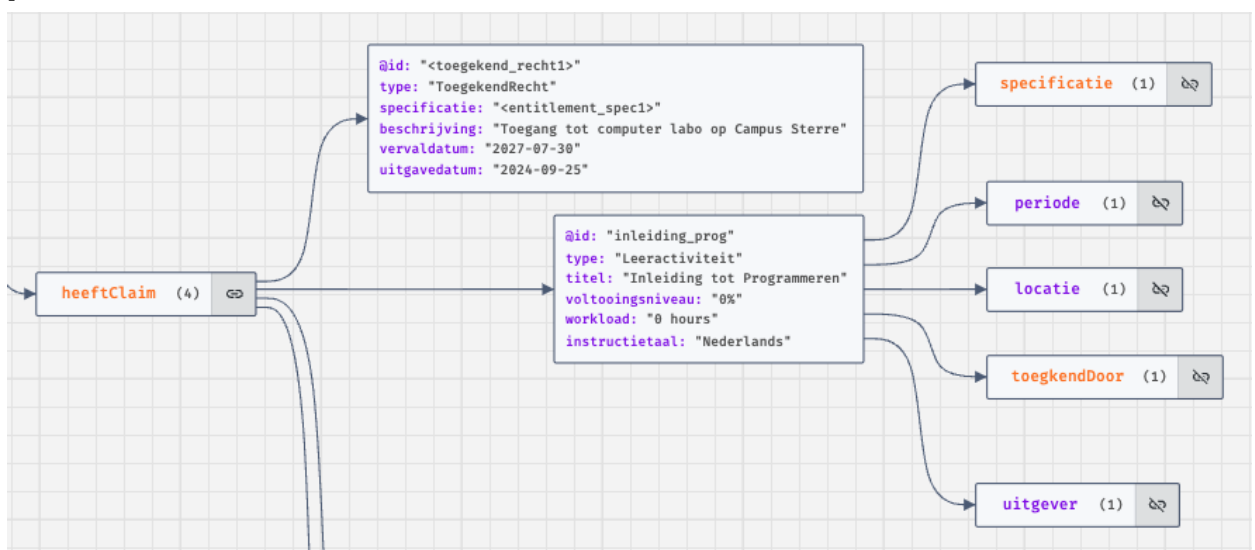 @id: "<toegekend_recht1>"
type: "ToegekendRecht"
specificatie: "<entitlement_spec1>"
beschrijving: "Toegang tot computer labo op Campus Sterre"
vervaldatum: "2027-07-30"
uitgavedatum: "2024-09-25"
heeftClaim (4)
@id: "inleiding_prog"
type: "Leeractiviteit"
titel: "Inleiding tot Programmeren"
voltooingsniveau: "0%"
workload: "0 hours"
instructietaal: "Nederlands"
specificatie (1)
periode (1)
locatie (1)
toegkendDoor (1)
uitgever (1)